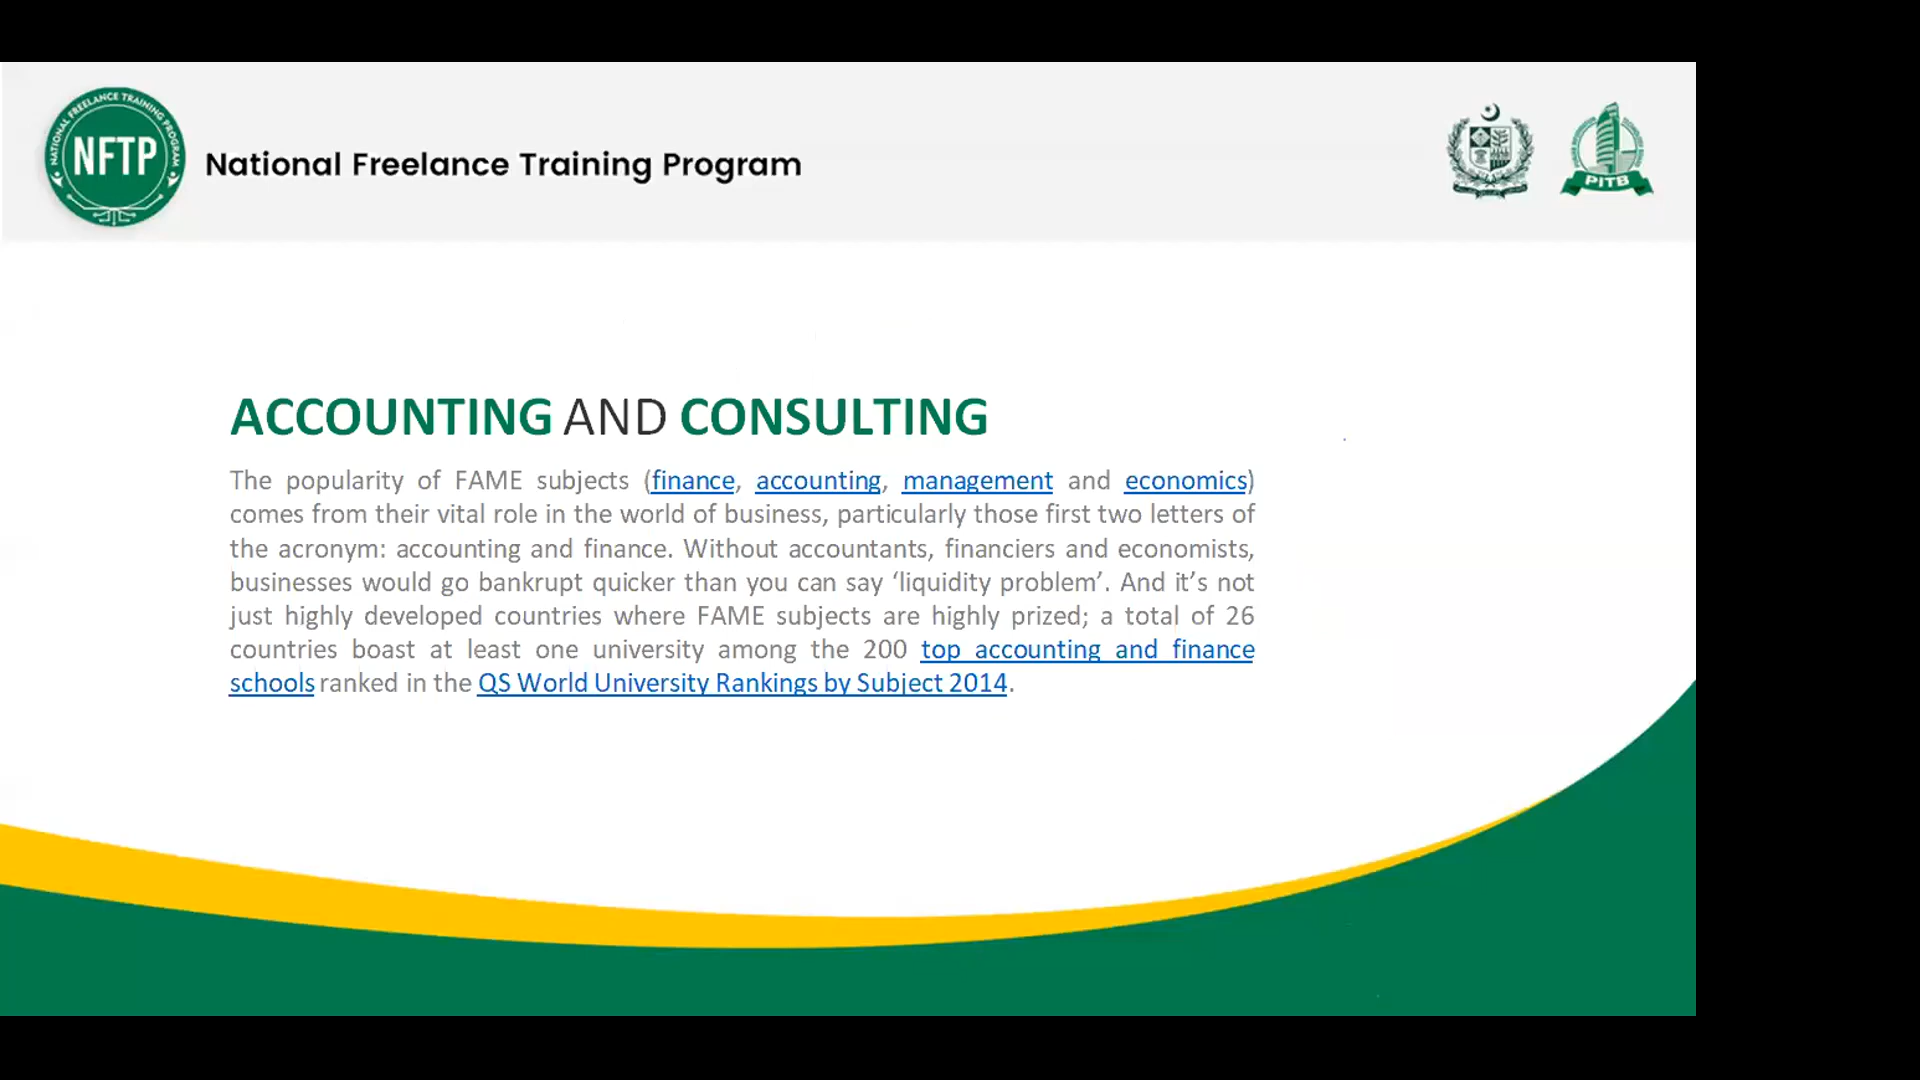 NATIONAL FREELANCE TRAINING PROGRAM
NFTP
National Freelance Training Program
PITB
ACCOUNTING AND CONSULTING
The popularity of FAME subjects (finance, accounting, management and economics)
comes from their vital role in the world of business, particularly those first two letters of
the acronym: accounting and finance. Without accountants, financiers and economists,
businesses would go bankrupt quicker than you can say ‘liquidity problem’. And it’s not
just highly developed countries where FAME subjects are highly prized; a total of 26
countries boast at least one university among the 200 top accounting and finance
schools ranked in the QS World University Rankings by Subject 2014.